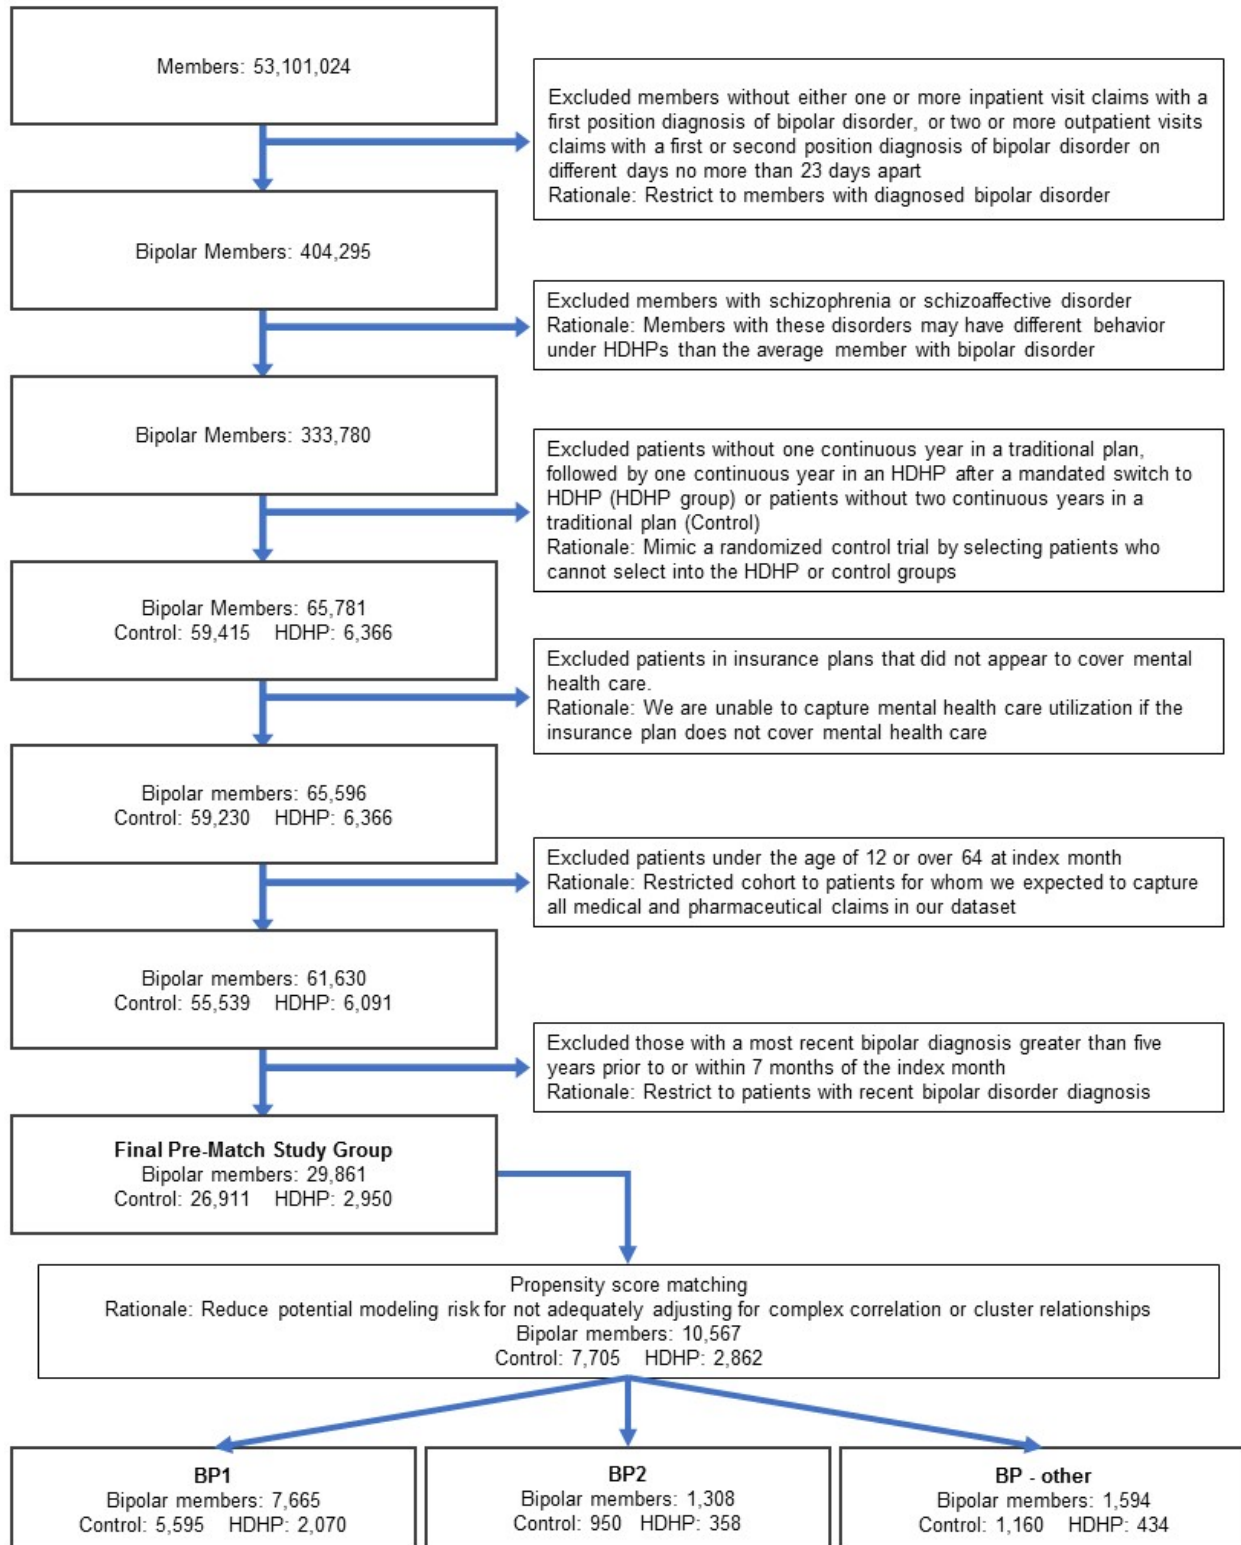 Members: 53,101,024
Excluded members without either one or more inpatient visit claims with a
first position diagnosis of bipolar disorder, or two or more outpatient visits
claims with a first or second position diagnosis of bipolar disorder on
different days no more than 23 days apart
Rationale: Restrict to members with diagnosed bipolar disorder
Bipolar Members: 404,295
Excluded members with schizophrenia or schizoaffective disorder
Rationale: Members with these disorders may have different behavior
under HDHPs than the average member with bipolar disorder
Bipolar Members: 333,780
Excluded patients without one continuous year in a traditional plan,
followed by one continuous year in an HDHP after a mandated switch to
HDHP (HDHP group) or patients without two continuous years in a
traditional plan (Control)
Rationale: Mimic a randomized control trial by selecting patients who
cannot select into the HDHP or control groups
Bipolar Members: 65,781
Control: 59,415 HDHP: 6,366
Excluded patients in insurance plans that did not appear to cover mental
health care.
Rationale: We are unable to capture mental health care utilization if the
insurance plan does not cover mental health care
Bipolar members: 65,596
Control: 59,230 HDHP: 6,366
Excluded patients under the age of 12 or over 64 at index month
Rationale: Restricted cohort to patients for whom we expected to capture
all medical and pharmaceutical claims in our dataset
Bipolar members: 61,630
Control: 55,539 HDHP: 6,091
Excluded those with a most recent bipolar diagnosis greater than five
years prior to or within 7 months of the index month
Rationale: Restrict to patients with recent bipolar disorder diagnosis
Final Pre-Match Study Group
Bipolar members: 29,861
Control: 26,911 HDHP: 2,950
Propensity score matching
Rationale: Reduce potential modeling risk for not adequately adjusting for complex correlation or cluster relationships
Bipolar members: 10,567
Control: 7,705 HDHP: 2,862
BP1
Bipolar members: 7,665
Control: 5,595 HDHP: 2,070
BP2
Bipolar members: 1,308
Control: 950 HDHP: 358
BP - other
Bipolar members: 1,594
Control: 1,160 HDHP: 434